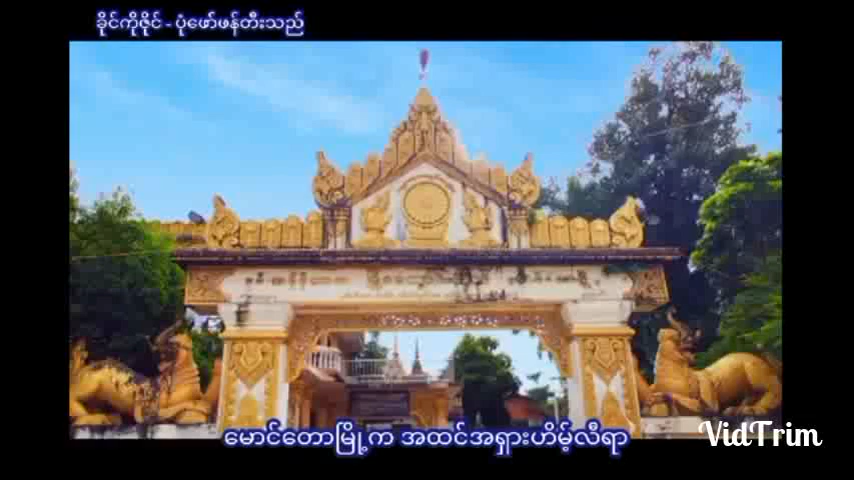 ခိုင်ကိုဇိုင် - ပုံဖော်ဖန်တီးသည်
မောင်တောမြို့က အထင်အရှားဟိမ့်လီရာ
VidTrim